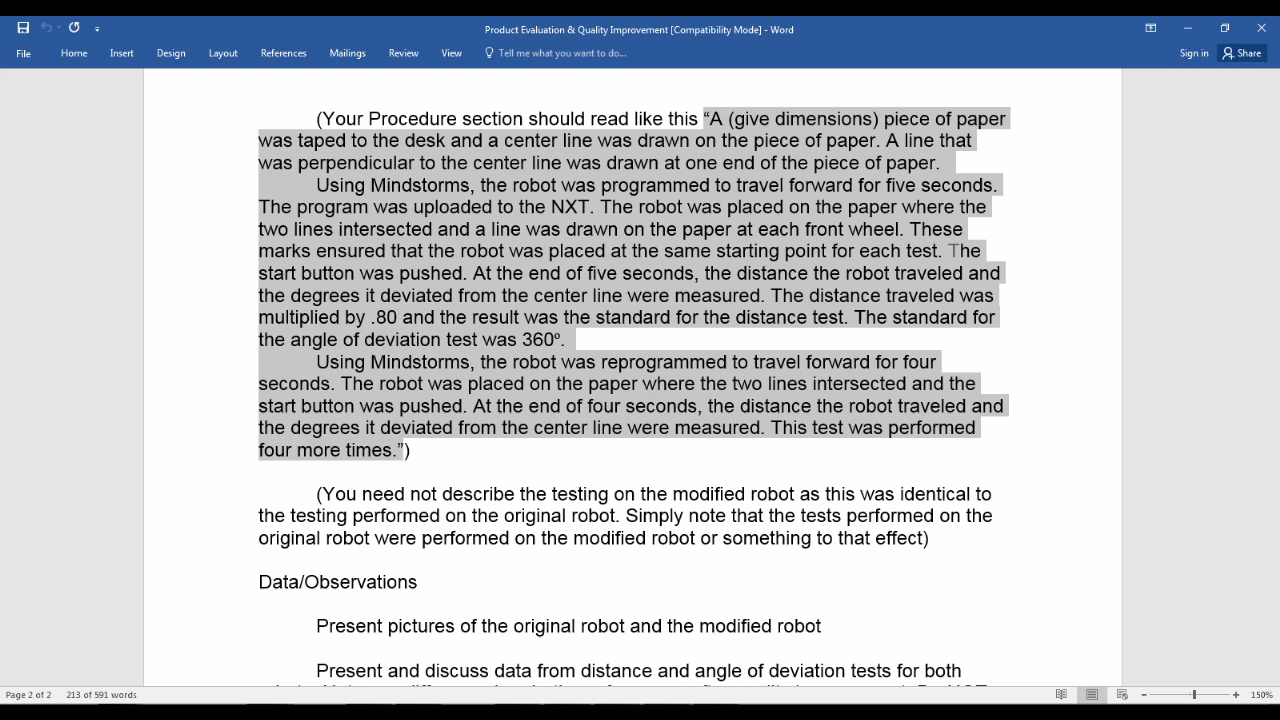 Product Evaluation & Quality Improvement [Compatibility Mode] - Word
File Home Insert Design Layout References Mailings Review View Tell me what you want to do... Sign in Share
(Your Procedure section should read like this “A (give dimensions) piece of paper
was taped to the desk and a center line was drawn on the piece of paper. A line that
was perpendicular to the center line was drawn at one end of the piece of paper.
Using Mindstorms, the robot was programmed to travel forward for five seconds.
The program was uploaded to the NXT. The robot was placed on the paper where the
two lines intersected and a line was drawn on the paper at each front wheel. These
marks ensured that the robot was placed at the same starting point for each test. The
start button was pushed. At the end of five seconds, the distance the robot traveled and
the degrees it deviated from the center line were measured. The distance traveled was
multiplied by .80 and the result was the standard for the distance test. The standard for
the angle of deviation test was 360º.
Using Mindstorms, the robot was reprogrammed to travel forward for four
seconds. The robot was placed on the paper where the two lines intersected and the
start button was pushed. At the end of four seconds, the distance the robot traveled and
the degrees it deviated from the center line were measured. This test was performed
four more times.”)
(You need not describe the testing on the modified robot as this was identical to
the testing performed on the original robot. Simply note that the tests performed on the
original robot were performed on the modified robot or something to that effect)
Data/Observations
Present pictures of the original robot and the modified robot
Present and discuss data from distance and angle of deviation tests for both
Page 2 of 2 213 of 591 words 150%